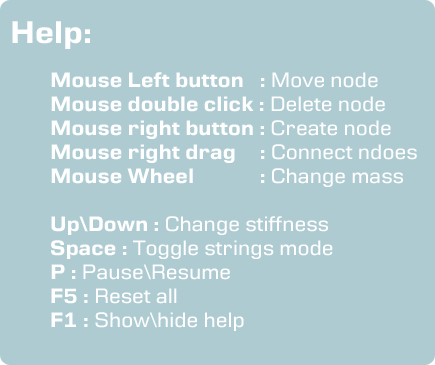 Help:
Mouse Left button : Move node
Mouse double click : Delete node
Mouse right button : Create node
Mouse right drag : Connect ndoes
Mouse Wheel : Change mass
Up\Down : Change stiffness
Space : Toggle strings mode
P : Pause\Resume
F5 : Reset all
F1 : Show\hide help